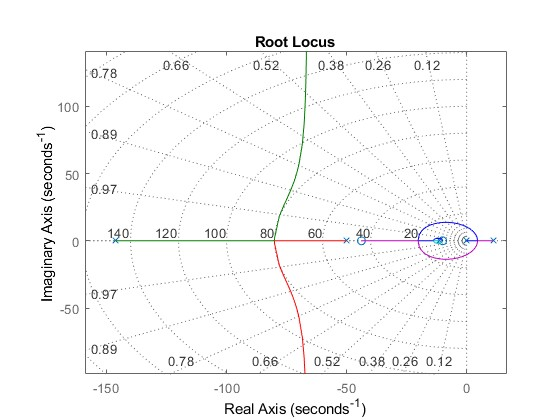 Root Locus
0.78 0.66 0.52 0.38 0.26 0.12
100
0.89
50
0.97
140 120 100 80 60 40 20
0
0.97
-50
0.89
0.78 0.66 0.52 0.38 0.26 0.12
-150 -100 -50 0
Real Axis (seconds⁻¹)
Imaginary Axis (seconds⁻¹)